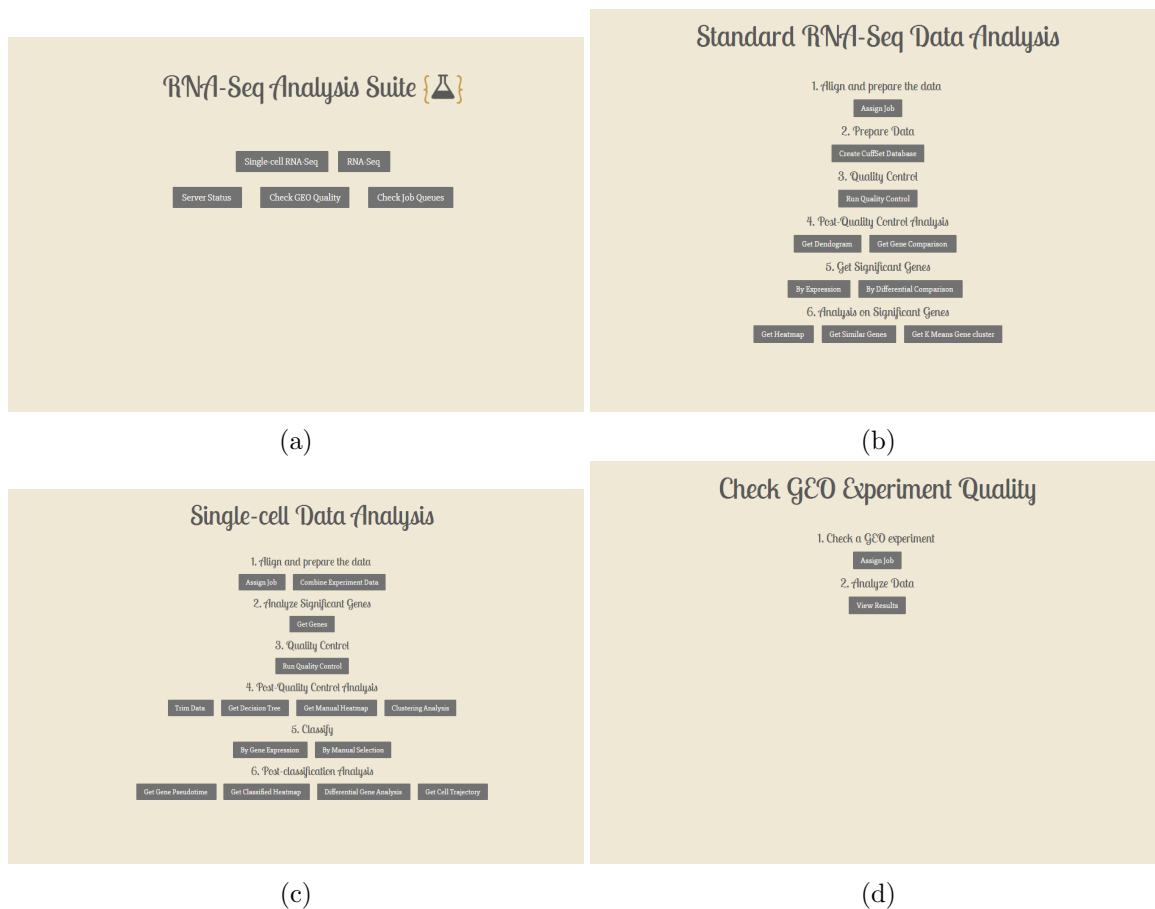 RNA-Seq Analysis Suite {}
Single-cell RNA-Seq RNA-Seq
Server Status Check GEO Quality Check Job Queues
(a)
Standard RNA-Seq Data Analysis
1. Align and prepare the data
Assign Job
2. Prepare Data
Create CuffSet Database
3. Quality Control
Run Quality Control
4. Post-Quality Control Analysis
Get Dendogram Get Gene Comparison
5. Get Significant Genes
By Expression By Differential Comparison
6. Analysis on Significant Genes
Get Heatmap Get Similar Genes Get K Means Gene cluster
(b)
Single-cell Data Analysis
1. Align and prepare the data
Assign Job Combine Experiment Data
2. Analyze Significant Genes
Get Genes
3. Quality Control
Run Quality Control
4. Post-Quality Control Analysis
Trim Data Get Decision Tree Get Manual Heatmap Clustering Analysis
5. Classify
By Gene Expression By Manual Selection
6. Post-classification Analysis
Get Gene Pseudotime Get Classified Heatmap Differential Gene Analysis Get Cell Trajectory
(c)
Check GEO Experiment Quality
1. Check a GEO experiment
Assign Job
2. Analyze Data
View Results
(d)